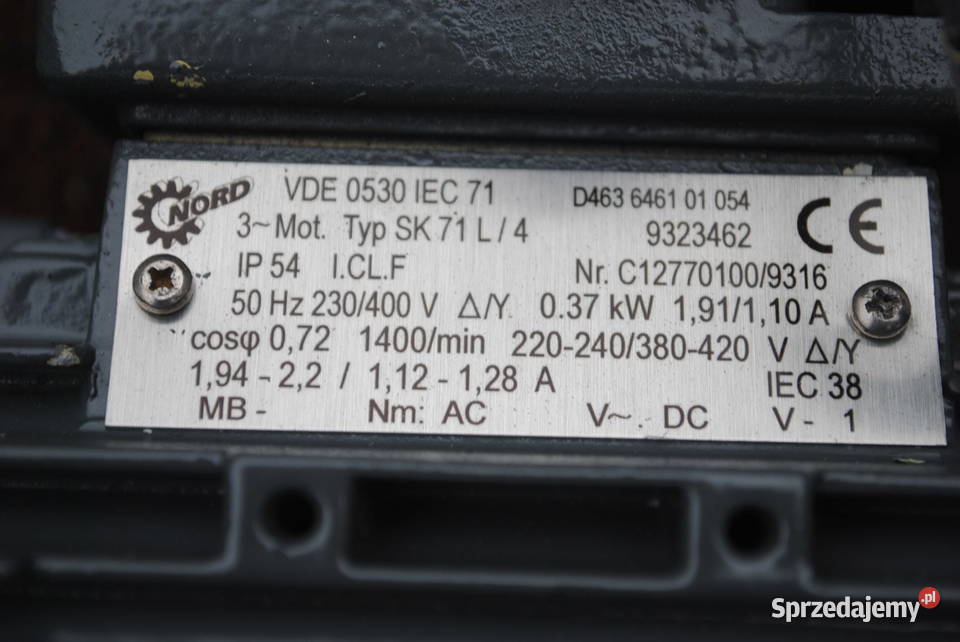 NORD VDE 0530 IEC 71 D463 6461 01 054
3~ Mot. Typ SK 71 L / 4 9323462 CE
IP 54 I.CL.F Nr. C12770100/9316
50 Hz 230/400 V Δ/Y 0.37 kW 1,91/1,10 A
cosφ 0,72 1400/min 220-240/380-420 V Δ/Y
1,94 - 2,2 / 1,12 - 1,28 A IEC 38
MB - Nm: AC V~. DC V - 1
Sprzedajemy.pl